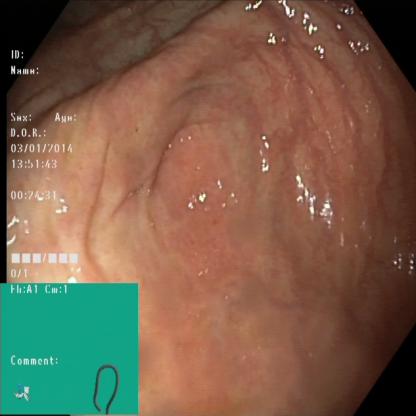 ID:
Name:
Sex: Age:
D.O.B.:
03/01/2014
13:51:43
00:24:31
■■■/■■■
0/1
Eh:A1 Cm:1
Comment: